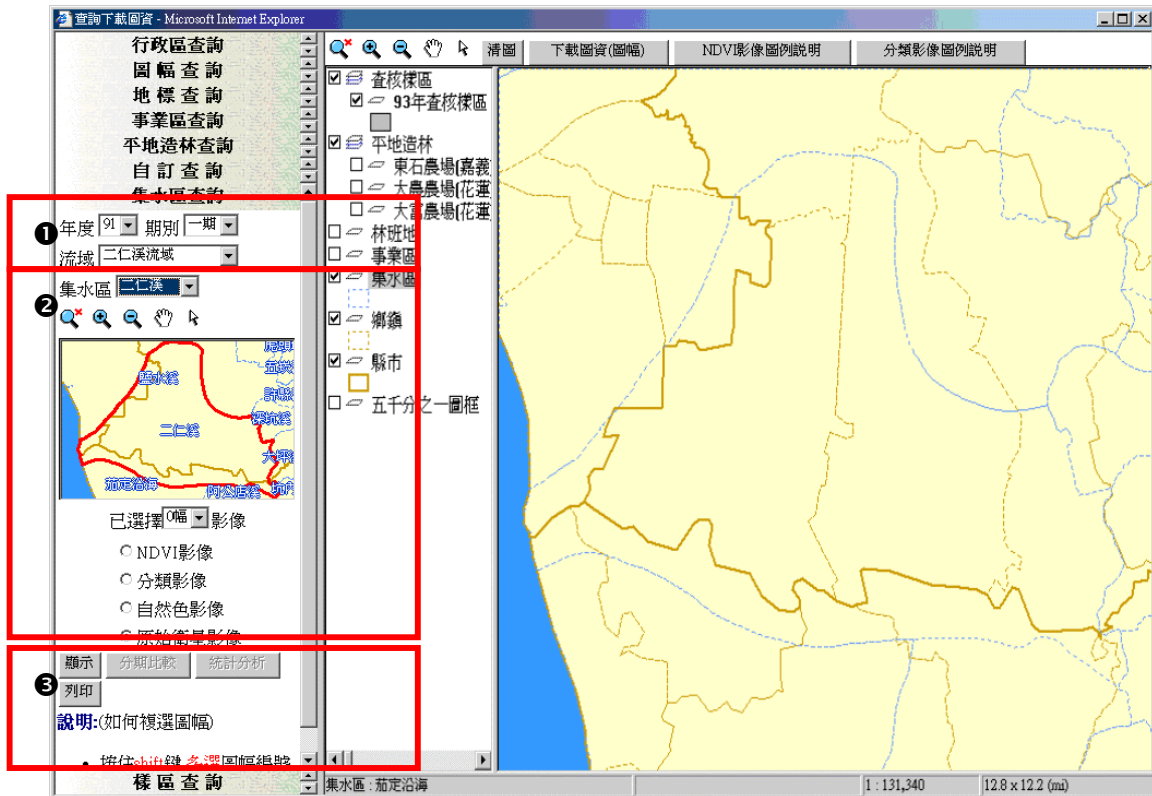 查詢下載圖資 - Microsoft Internet Explorer
行政區查詢
圖幅查詢
地標查詢
事業區查詢
平地造林查詢
自訂查詢
集水區查詢
❶
年度 91 期別 一期
流域 二仁溪流域
❷
集水區 二仁溪
鹽水溪
二仁溪
茄定沿海
阿公店溪
已選擇 0幅 影像
NDVI影像
分類影像
自然色影像
原始衛星影像
❸
顯示 分期比較 統計分析
列印
說明:(如何複選圖幅)
• 按住shift鍵 多選圖幅編號
樣區查詢
清圖 下載圖資(圖幅) NDVI影像圖例說明 分類影像圖例說明
查核樣區
93年查核樣區
平地造林
東石農場(嘉義
大農農場(花蓮
大富農場(花蓮
林班地
事業區
集水區
鄉鎮
縣市
五千分之一圖框
集水區 : 茄定沿海
1 : 131,340
12.8 x 12.2 (mi)